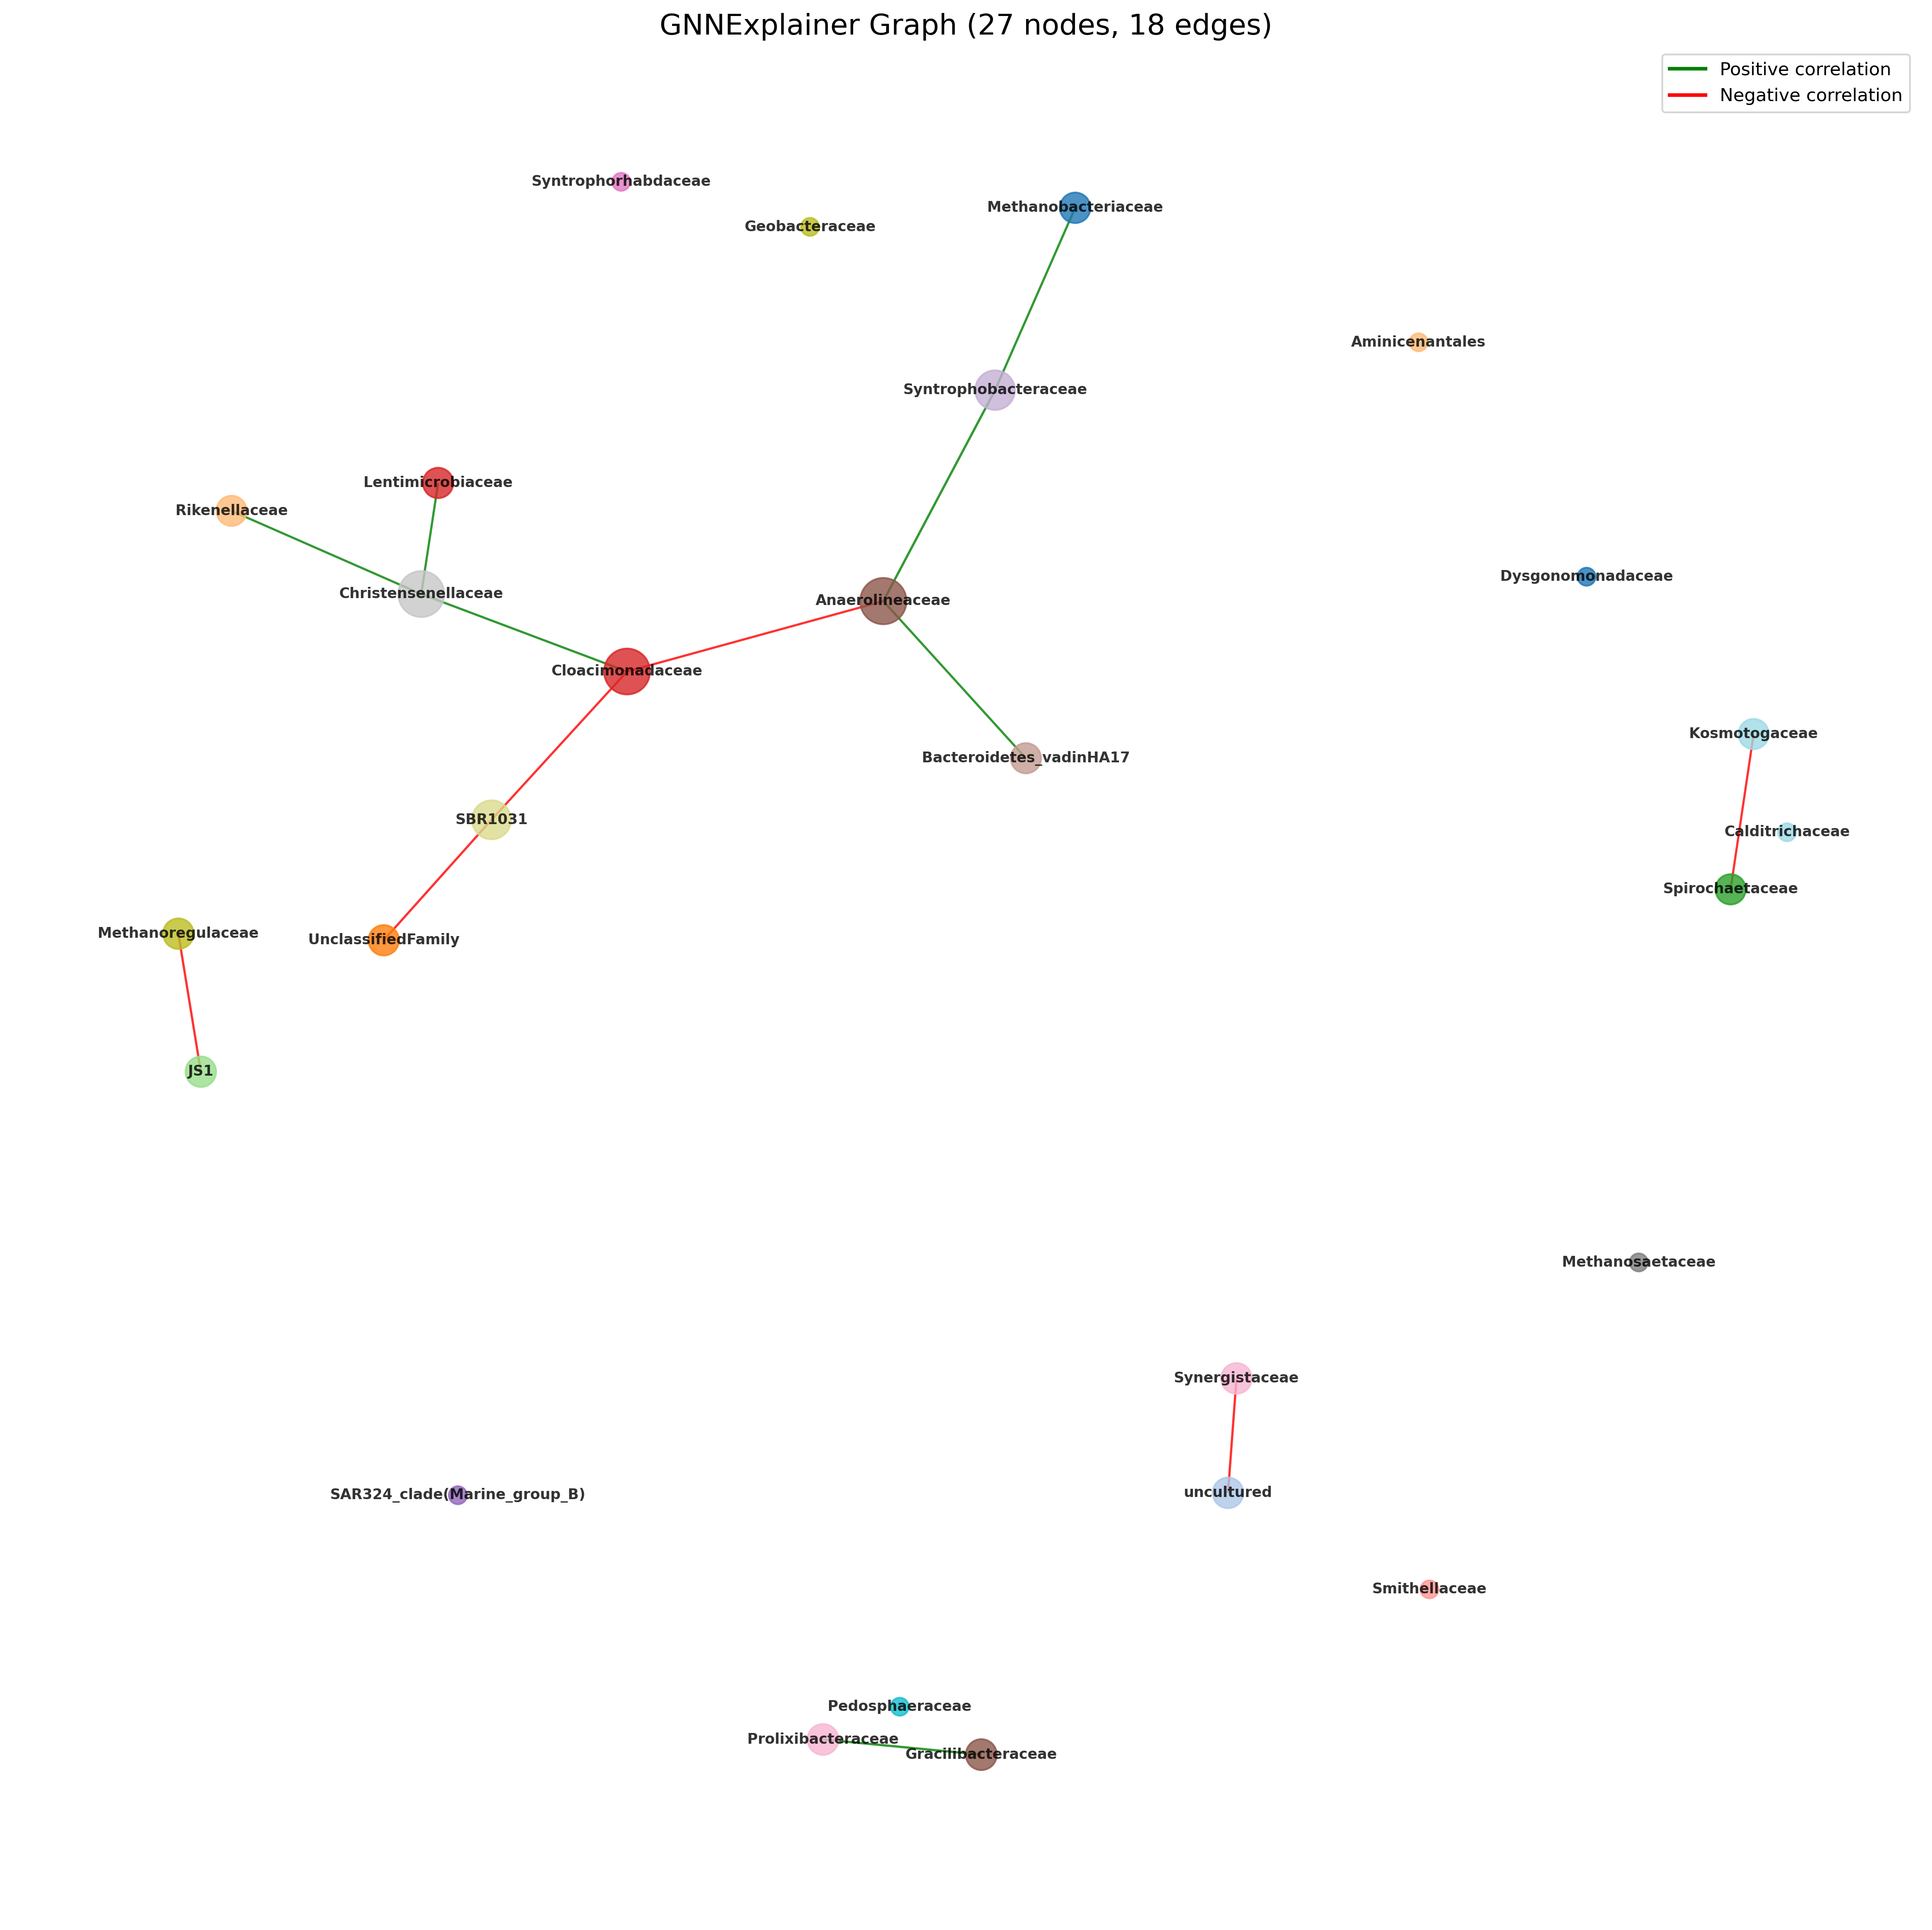 GNNExplainer Graph (27 nodes, 18 edges)
Positive correlation
Negative correlation
Syntrophorhabdaceae
Methanobacteriaceae
Geobacteraceae
Aminicenantales
Syntrophobacteraceae
Lentimicrobiaceae
Rikenellaceae
Dysgonomonadaceae
Christensenellaceae
Anaerolineaceae
Cloacimonadaceae
Kosmotogaceae
Bacteroidetes_vadinHA17
SBR1031
Calditrichaceae
Spirochaetaceae
Methanoregulaceae
UnclassifiedFamily
JS1
Methanosaetaceae
Synergistaceae
uncultured
SAR324_clade(Marine_group_B)
Smithellaceae
Pedosphaeraceae
Prolixibacteraceae
Gracilibacteraceae